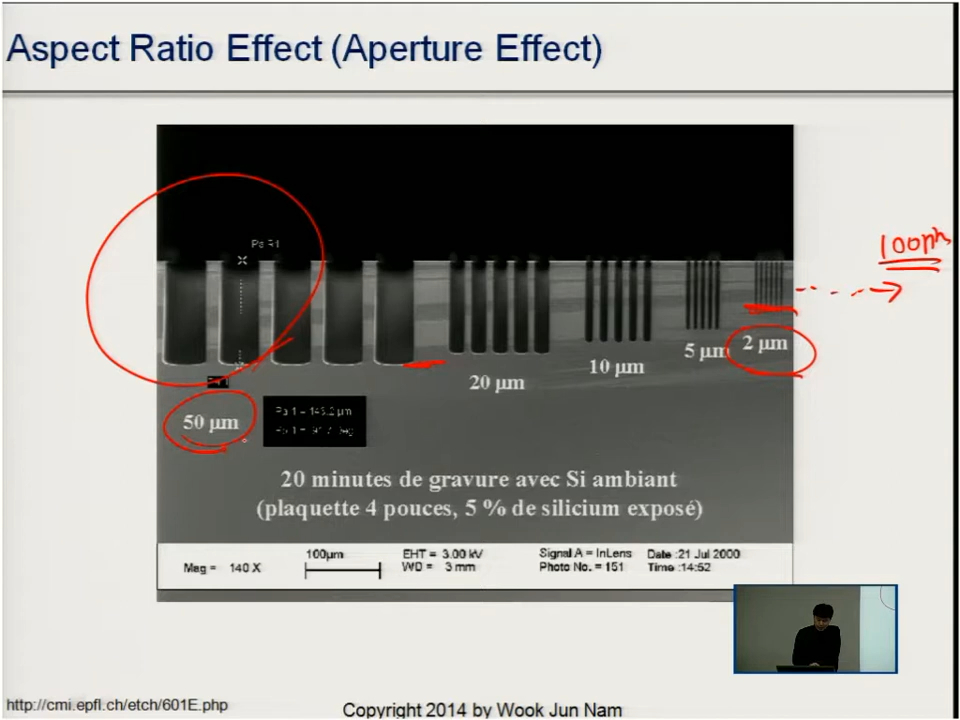 Aspect Ratio Effect (Aperture Effect)
100nm
50 µm
20 µm
10 µm
5 µm
2 µm
20 minutes de gravure avec Si ambiant
(plaquette 4 pouces, 5 % de silicium exposé)
Mag = 140 X
100µm
EHT = 3.00 kV
WD = 3 mm
Signal A = InLens
Photo No. = 151
Date :21 Jul 2000
Time :14:52
http://cmi.epfl.ch/etch/601E.php
Copyright 2014 by Wook Jun Nam